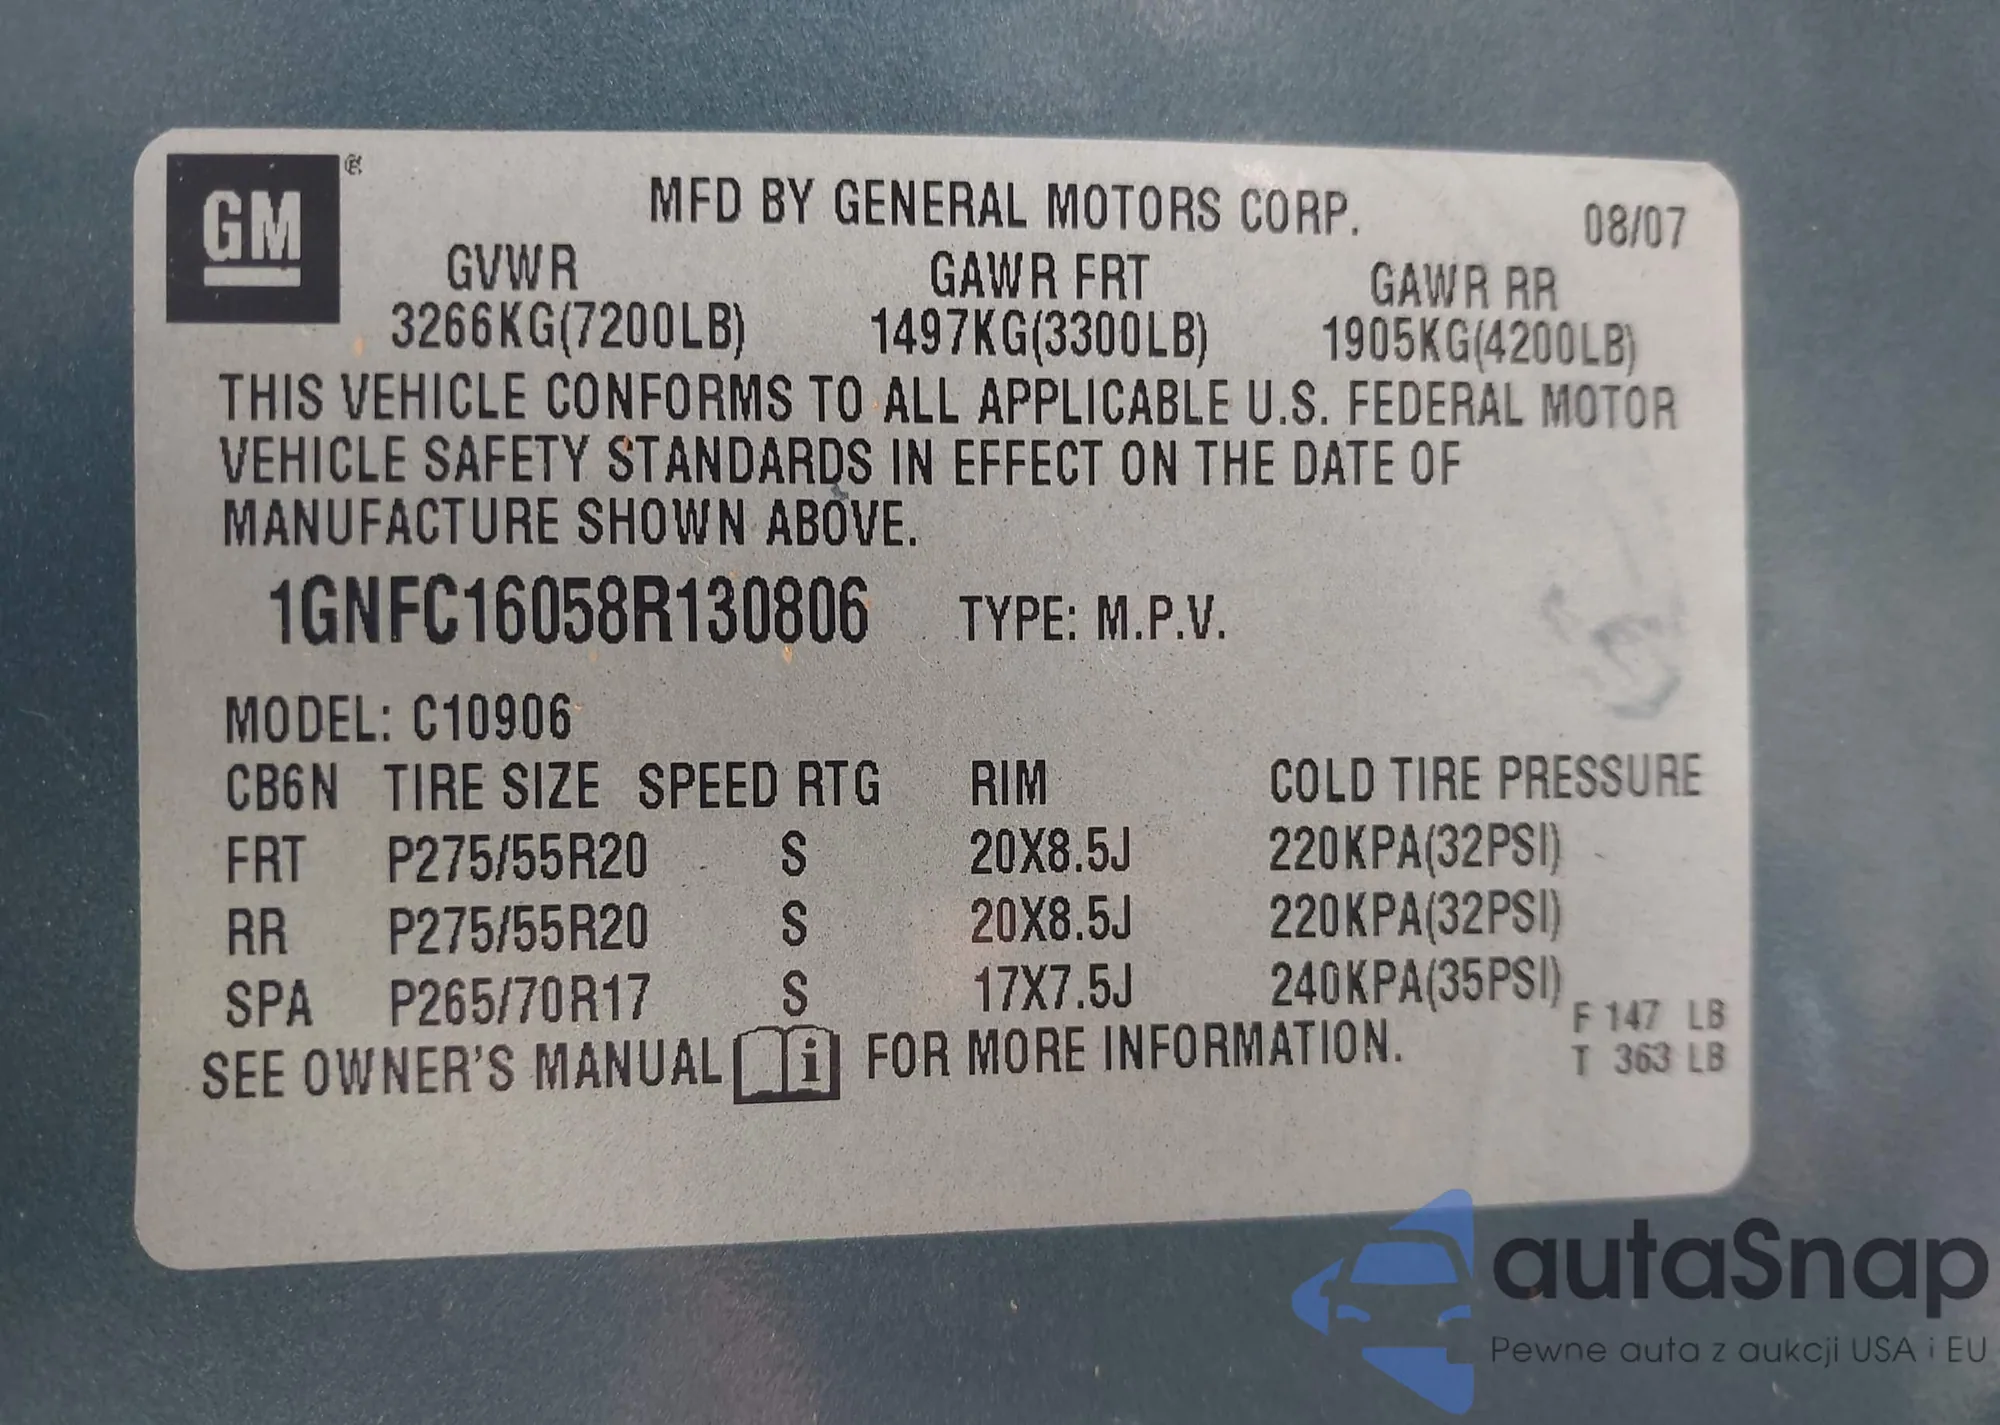 GM
MFD BY GENERAL MOTORS CORP. 08/07
GVWR GAWR FRT GAWR RR
3266KG(7200LB) 1497KG(3300LB) 1905KG(4200LB)
THIS VEHICLE CONFORMS TO ALL APPLICABLE U.S. FEDERAL MOTOR
VEHICLE SAFETY STANDARDS IN EFFECT ON THE DATE OF
MANUFACTURE SHOWN ABOVE.
1GNFC16058R130806 TYPE: M.P.V.
MODEL: C10906
CB6N TIRE SIZE SPEED RTG RIM COLD TIRE PRESSURE
FRT P275/55R20 S 20X8.5J 220KPA(32PSI)
RR P275/55R20 S 20X8.5J 220KPA(32PSI)
SPA P265/70R17 S 17X7.5J 240KPA(35PSI)
F 147 LB
SEE OWNER'S MANUAL i FOR MORE INFORMATION. T 363 LB
autaSnap
Pewne auta z aukcji USA i EU